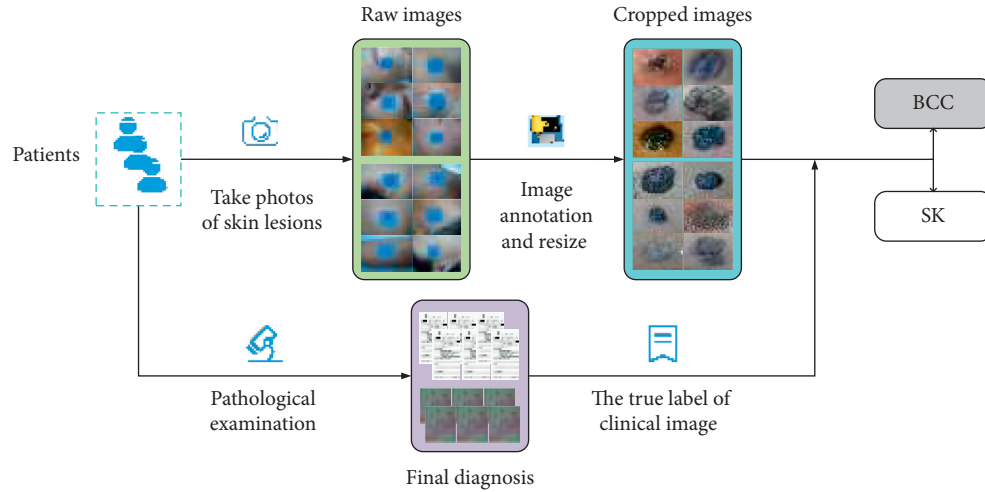 Raw images
Cropped images
Patients
Take photos
of skin lesions
Image
annotation
and resize
BCC
SK
Pathological
examination
The true label of
clinical image
Final diagnosis